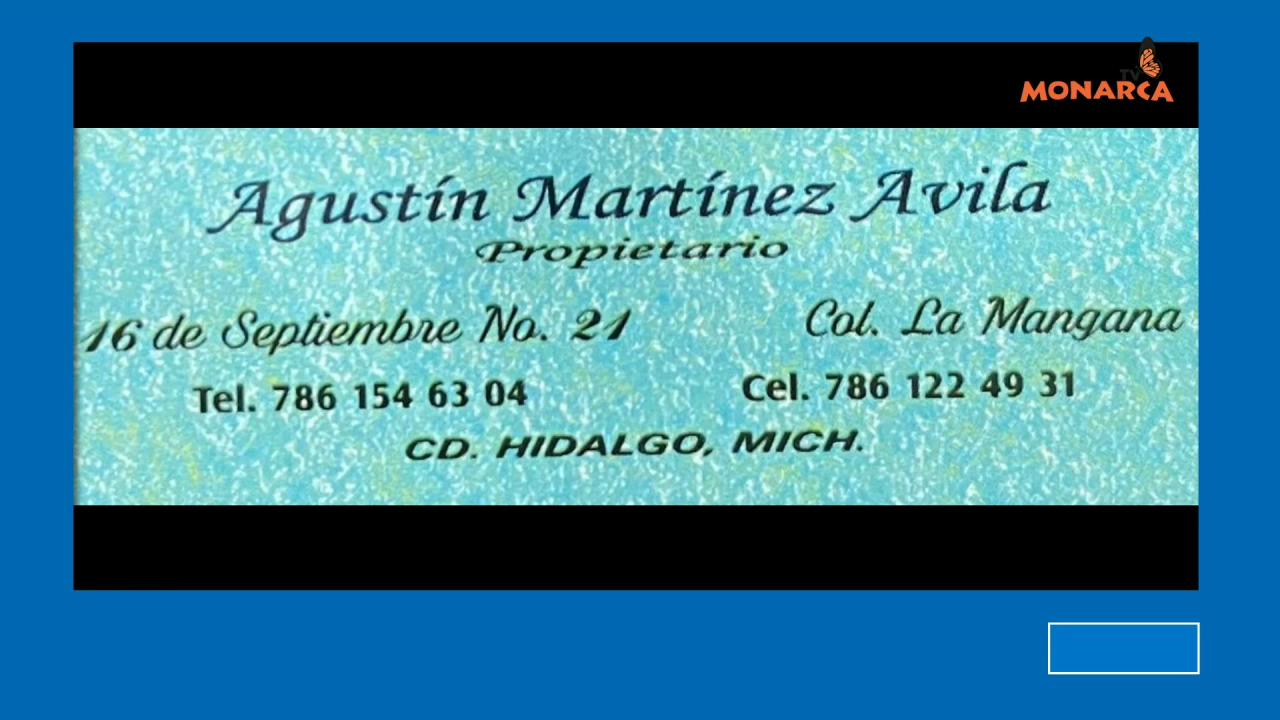 TV
MONARCA
Agustín Martínez Avila
Propietario
16 de Septiembre No. 21 Col. La Mangana
Tel. 786 154 63 04 Cel. 786 122 49 31
CD. HIDALGO, MICH.